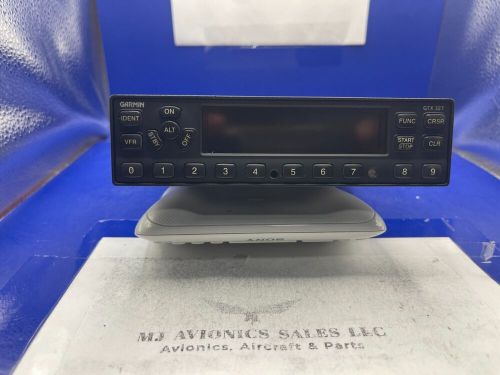 GARMIN
GTX 327
IDENT
ON
ALT
STBY
OFF
VFR
FUNC
CRSR
START
STOP
CLR
0 1 2 3 4 5 6 7 8 9
SONY
MJ AVIONICS SALES LLC
Avionics, Aircraft & Parts